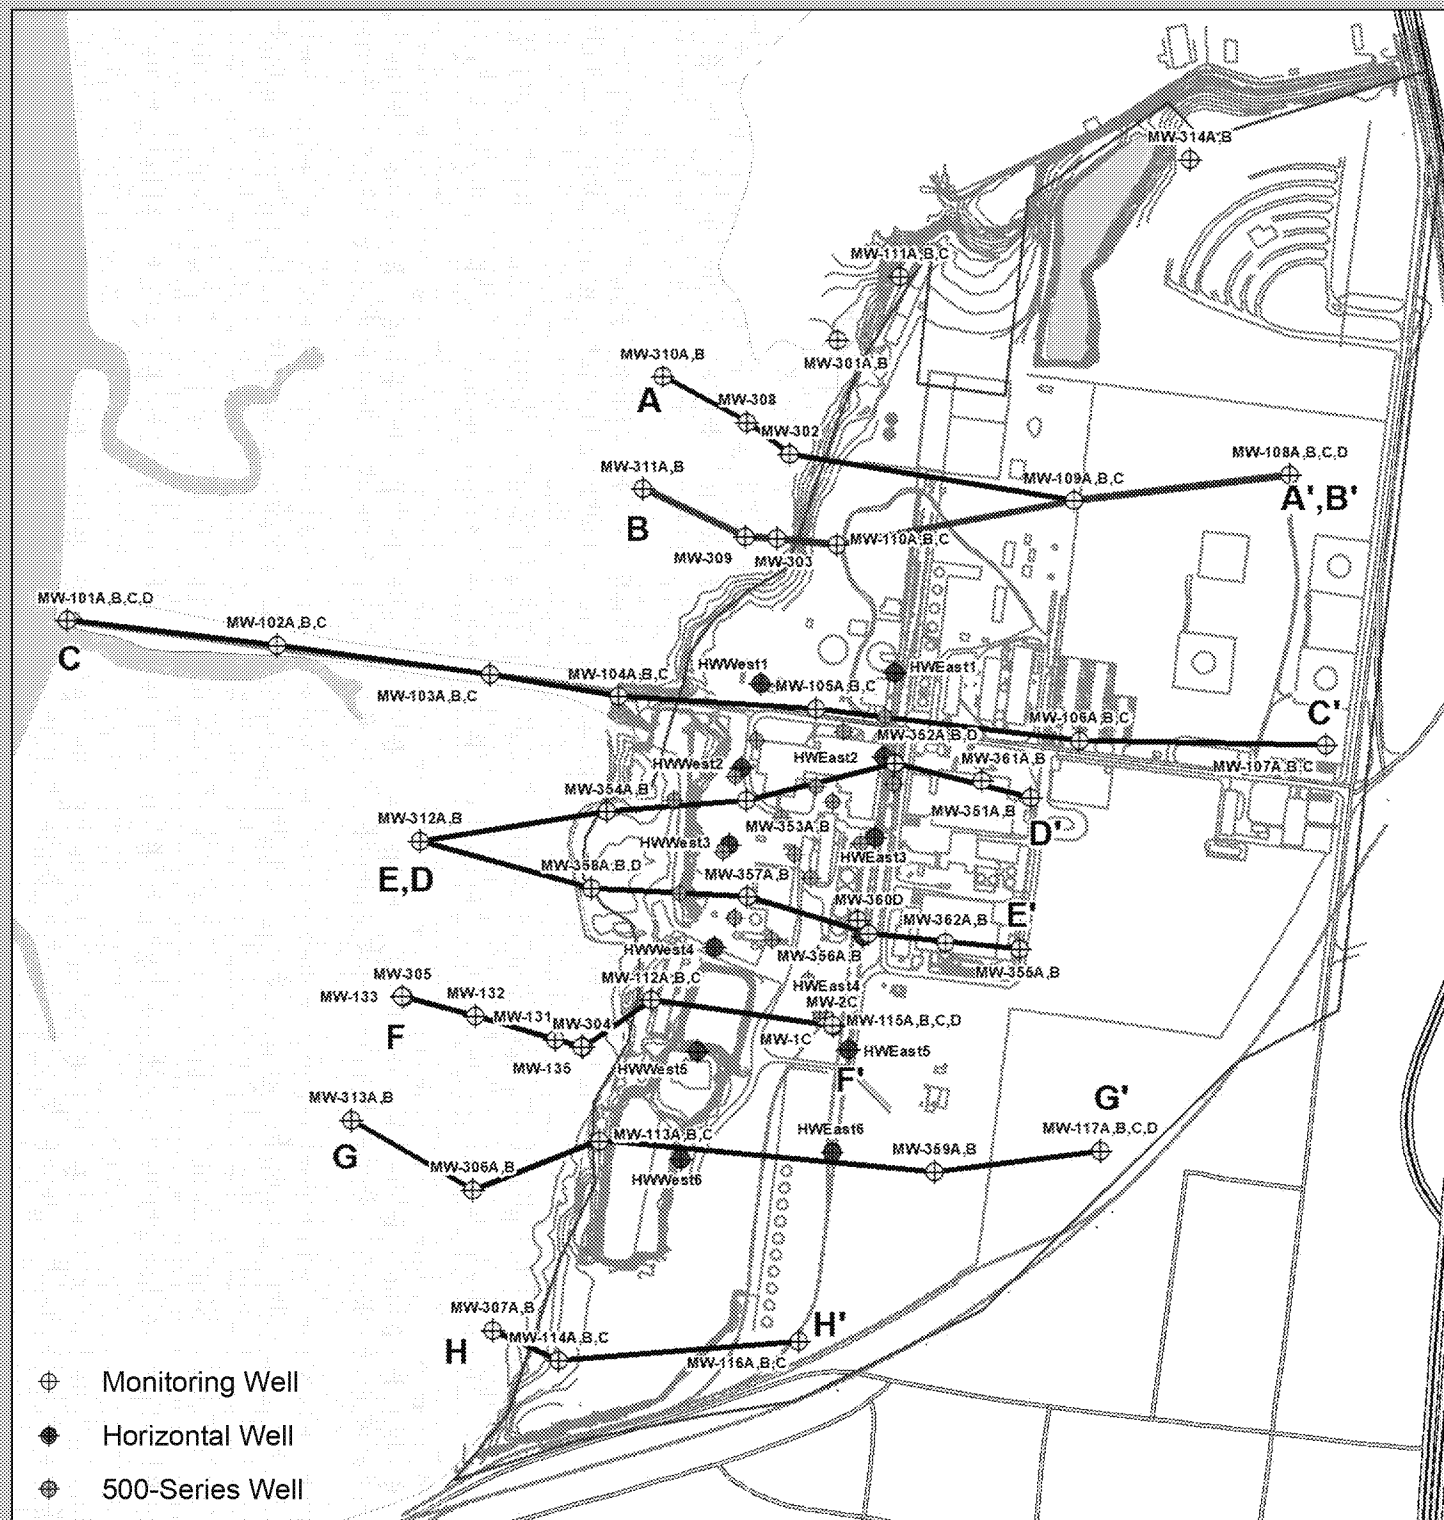 MW-314A,B
MW-111A,B,C
MW-310A,B
MW-301A,B
A
MW-308
MW-302
MW-108A,B,C,D
MW-311A,B
MW-109A,B,C
A',B'
B
MW-309
MW-303
MW-110A,B,C
MW-101A,B,C,D
MW-102A,B,C
C
HWWest1
HWEast1
MW-104A,B,C
MW-103A,B,C
MW-105A,B,C
C'
MW-106A,B,C
MW-352A,B,D
HWEast2
MW-361A,B
MW-107A,B,C
HWWest2
MW-354A,B
MW-312A,B
MW-353A,B
MW-351A,B
D'
HWWest3
HWEast3
MW-358A,B,D
MW-357A,B
E,D
MW-360D
MW-362A,B
E'
HWWest4
MW-356A,B
MW-355A,B
MW-305
MW-133
MW-132
MW-112A,B,C
HWEast4
MW-2C
MW-131
MW-304
MW-115A,B,C,D
F
MW-1C
HWEast5
MW-135
HWWest5
F'
MW-313A,B
G'
HWEast6
MW-117A,B,C,D
MW-113A,B,C
G
MW-306A,B
MW-359A,B
HWWest6
MW-307A,B
H'
MW-114A,B,C
H
MW-116A,B,C
Monitoring Well
Horizontal Well
500-Series Well